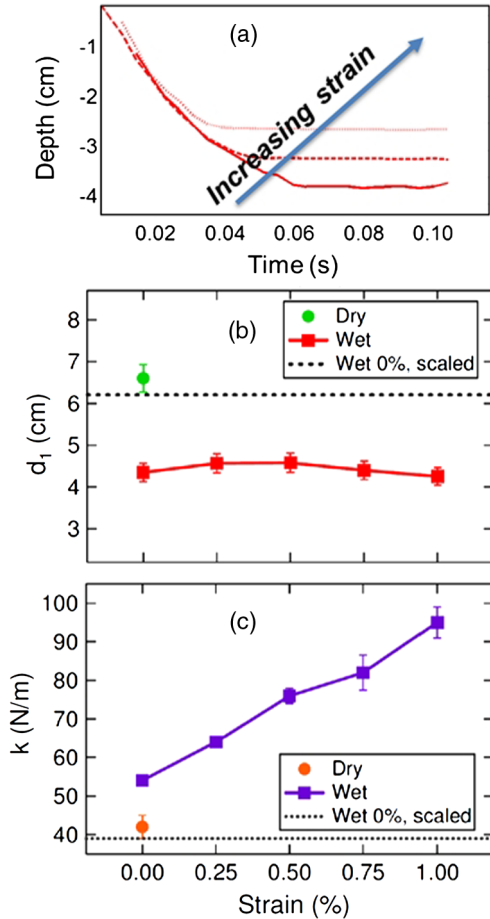 (a)
Depth (cm)
-1
-2
-3
-4
Increasing strain
0.02
0.04
0.06
0.08
0.10
Time (s)
(b)
d1 (cm)
8
7
6
5
4
3
Dry
Wet
Wet 0%, scaled
(c)
k (N/m)
100
90
80
70
60
50
40
Dry
Wet
Wet 0%, scaled
0.00
0.25
0.50
0.75
1.00
Strain (%)